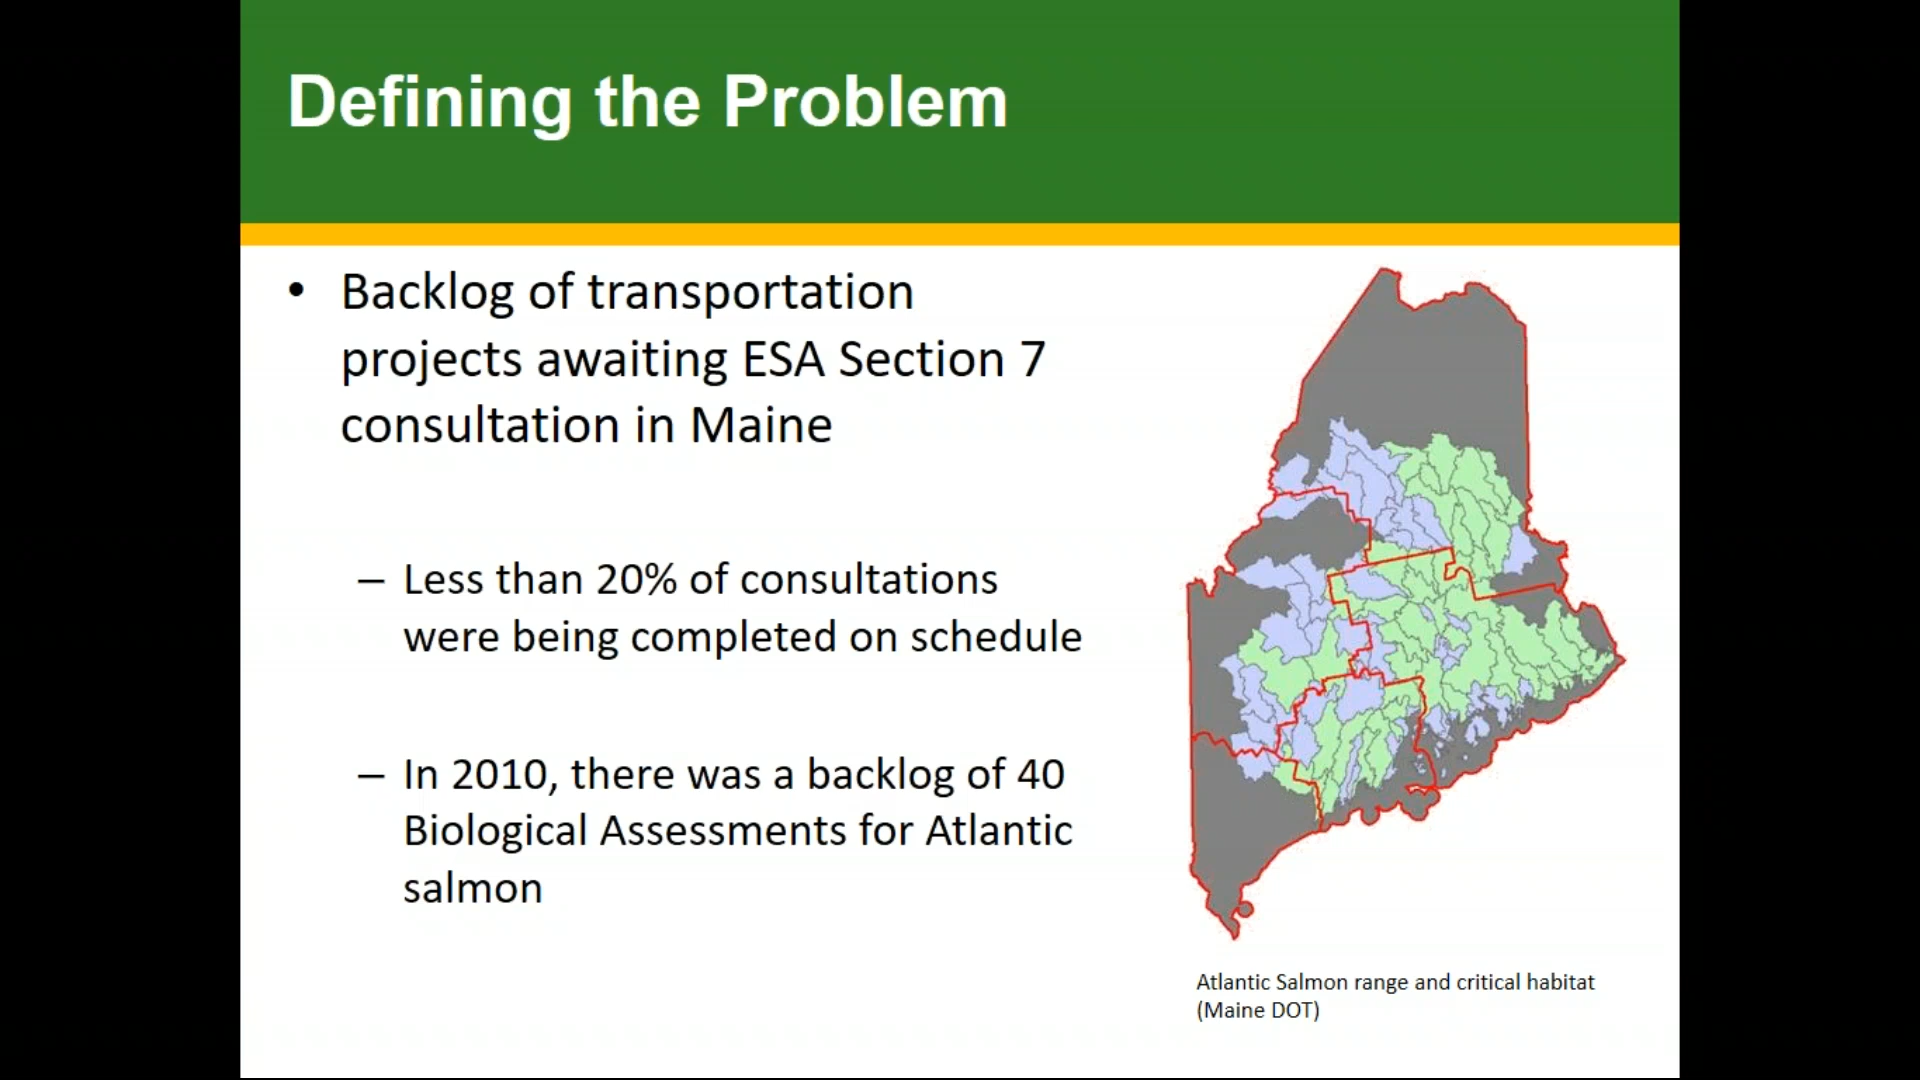 Defining the Problem
• Backlog of transportation
projects awaiting ESA Section 7
consultation in Maine
– Less than 20% of consultations
were being completed on schedule
– In 2010, there was a backlog of 40
Biological Assessments for Atlantic
salmon
Atlantic Salmon range and critical habitat
(Maine DOT)